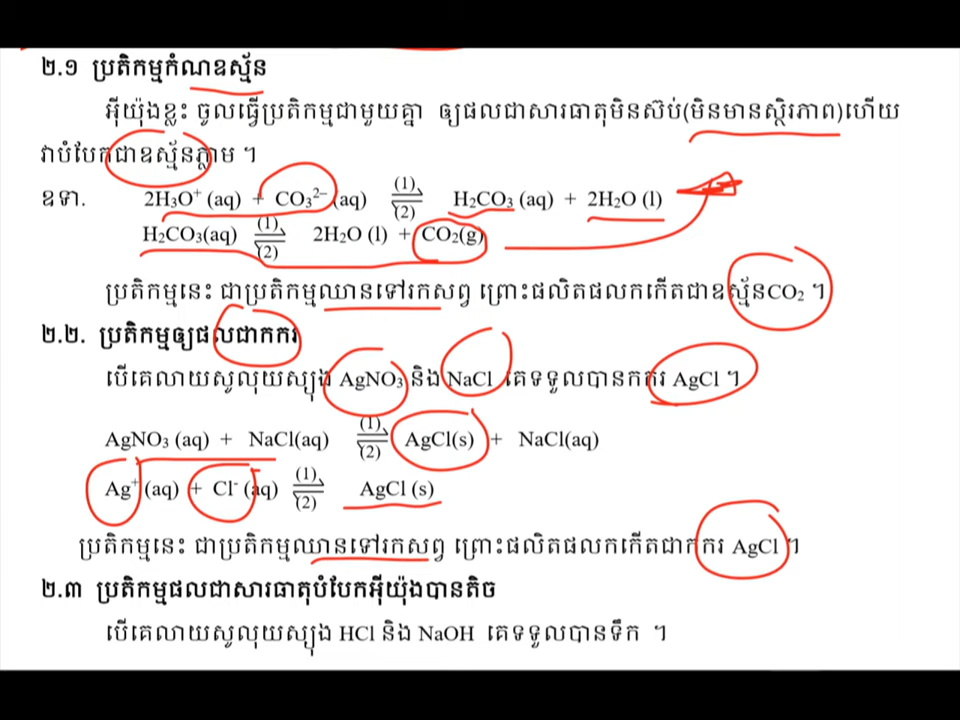 ២.១ ប្រតិកម្មកំណឧស្ម័ន
អ៊ីយ៉ុងខ្លះ ចូលធ្វើប្រតិកម្មជាមួយគ្នា ឲ្យផលជាសារធាតុមិនស៊ប់(មិនមានស្ថិរភាព)ហើយ
វាបំបែកជាឧស្ម័នភ្លាម ។
ឧទា. 2H₃O⁺ (aq) + CO₃²⁻ (aq) (1) (2) H₂CO₃ (aq) + 2H₂O (l)
H₂CO₃(aq) (1) (2) 2H₂O (l) + CO₂(g)
ប្រតិកម្មនេះ ជាប្រតិកម្មឈានទៅរកសព្វ ព្រោះផលិតផលកកើតជាឧស្ម័នCO₂ ។
២.២. ប្រតិកម្មឲ្យផលជាកករ
បើគេលាយសូលុយស្យុង AgNO₃ និង NaCl គេទទួលបានកករ AgCl ។
AgNO₃ (aq) + NaCl(aq) (1) (2) AgCl(s) + NaCl(aq)
Ag⁺ (aq) + Cl⁻ (aq) (1) (2) AgCl (s)
ប្រតិកម្មនេះ ជាប្រតិកម្មឈានទៅរកសព្វ ព្រោះផលិតផលកកើតជាកករ AgCl ។
២.៣ ប្រតិកម្មផលជាសារធាតុបំបែកអ៊ីយ៉ុងបានតិច
បើគេលាយសូលុយស្យុង HCl និង NaOH គេទទួលបានទឹក ។